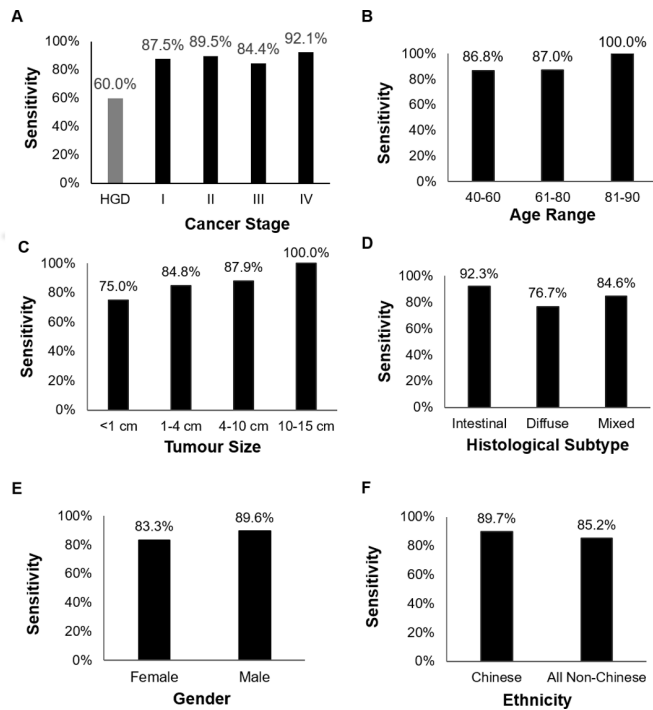 A
Sensitivity
100%
80%
60%
40%
20%
0%
60.0%
87.5%
89.5%
84.4%
92.1%
HGD I II III IV
Cancer Stage
B
Sensitivity
100%
80%
60%
40%
20%
0%
86.8%
87.0%
100.0%
40-60 61-80 81-90
Age Range
C
Sensitivity
100%
80%
60%
40%
20%
0%
75.0%
84.8%
87.9%
100.0%
<1 cm 1-4 cm 4-10 cm 10-15 cm
Tumour Size
D
Sensitivity
100%
80%
60%
40%
20%
0%
92.3%
76.7%
84.6%
Intestinal Diffuse Mixed
Histological Subtype
E
Sensitivity
100%
80%
60%
40%
20%
0%
83.3%
89.6%
Female Male
Gender
F
Sensitivity
100%
80%
60%
40%
20%
0%
89.7%
85.2%
Chinese All Non-Chinese
Ethnicity